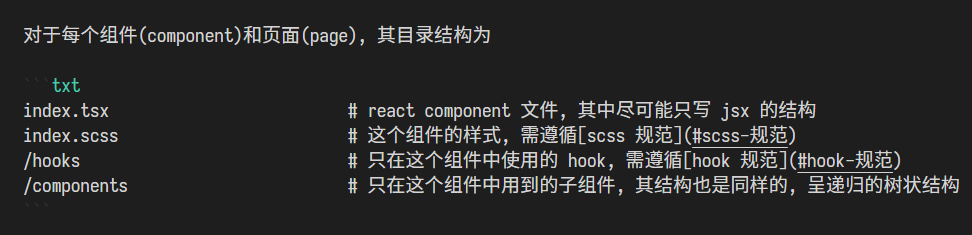 对于每个组件(component)和页面(page)，其目录结构为
```txt
index.tsx # react component 文件，其中尽可能只写 jsx 的结构
index.scss # 这个组件的样式，需遵循[scss 规范](#scss-规范)
/hooks # 只在这个组件中使用的 hook，需遵循[hook 规范](#hook-规范)
/components # 只在这个组件中用到的子组件，其结构也是同样的，呈递归的树状结构
```